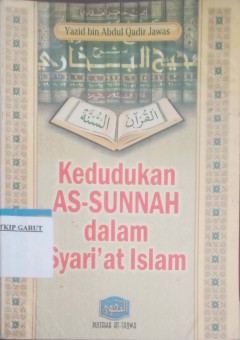 Yazid bin Abdul Qadir Jawas
صحيح البخاري
القرآن
السنة
Kedudukan
AS-SUNNAH
dalam
Syari'at Islam
TKIP GARUT
التقوى
PUSTAKA AT-TAQWA